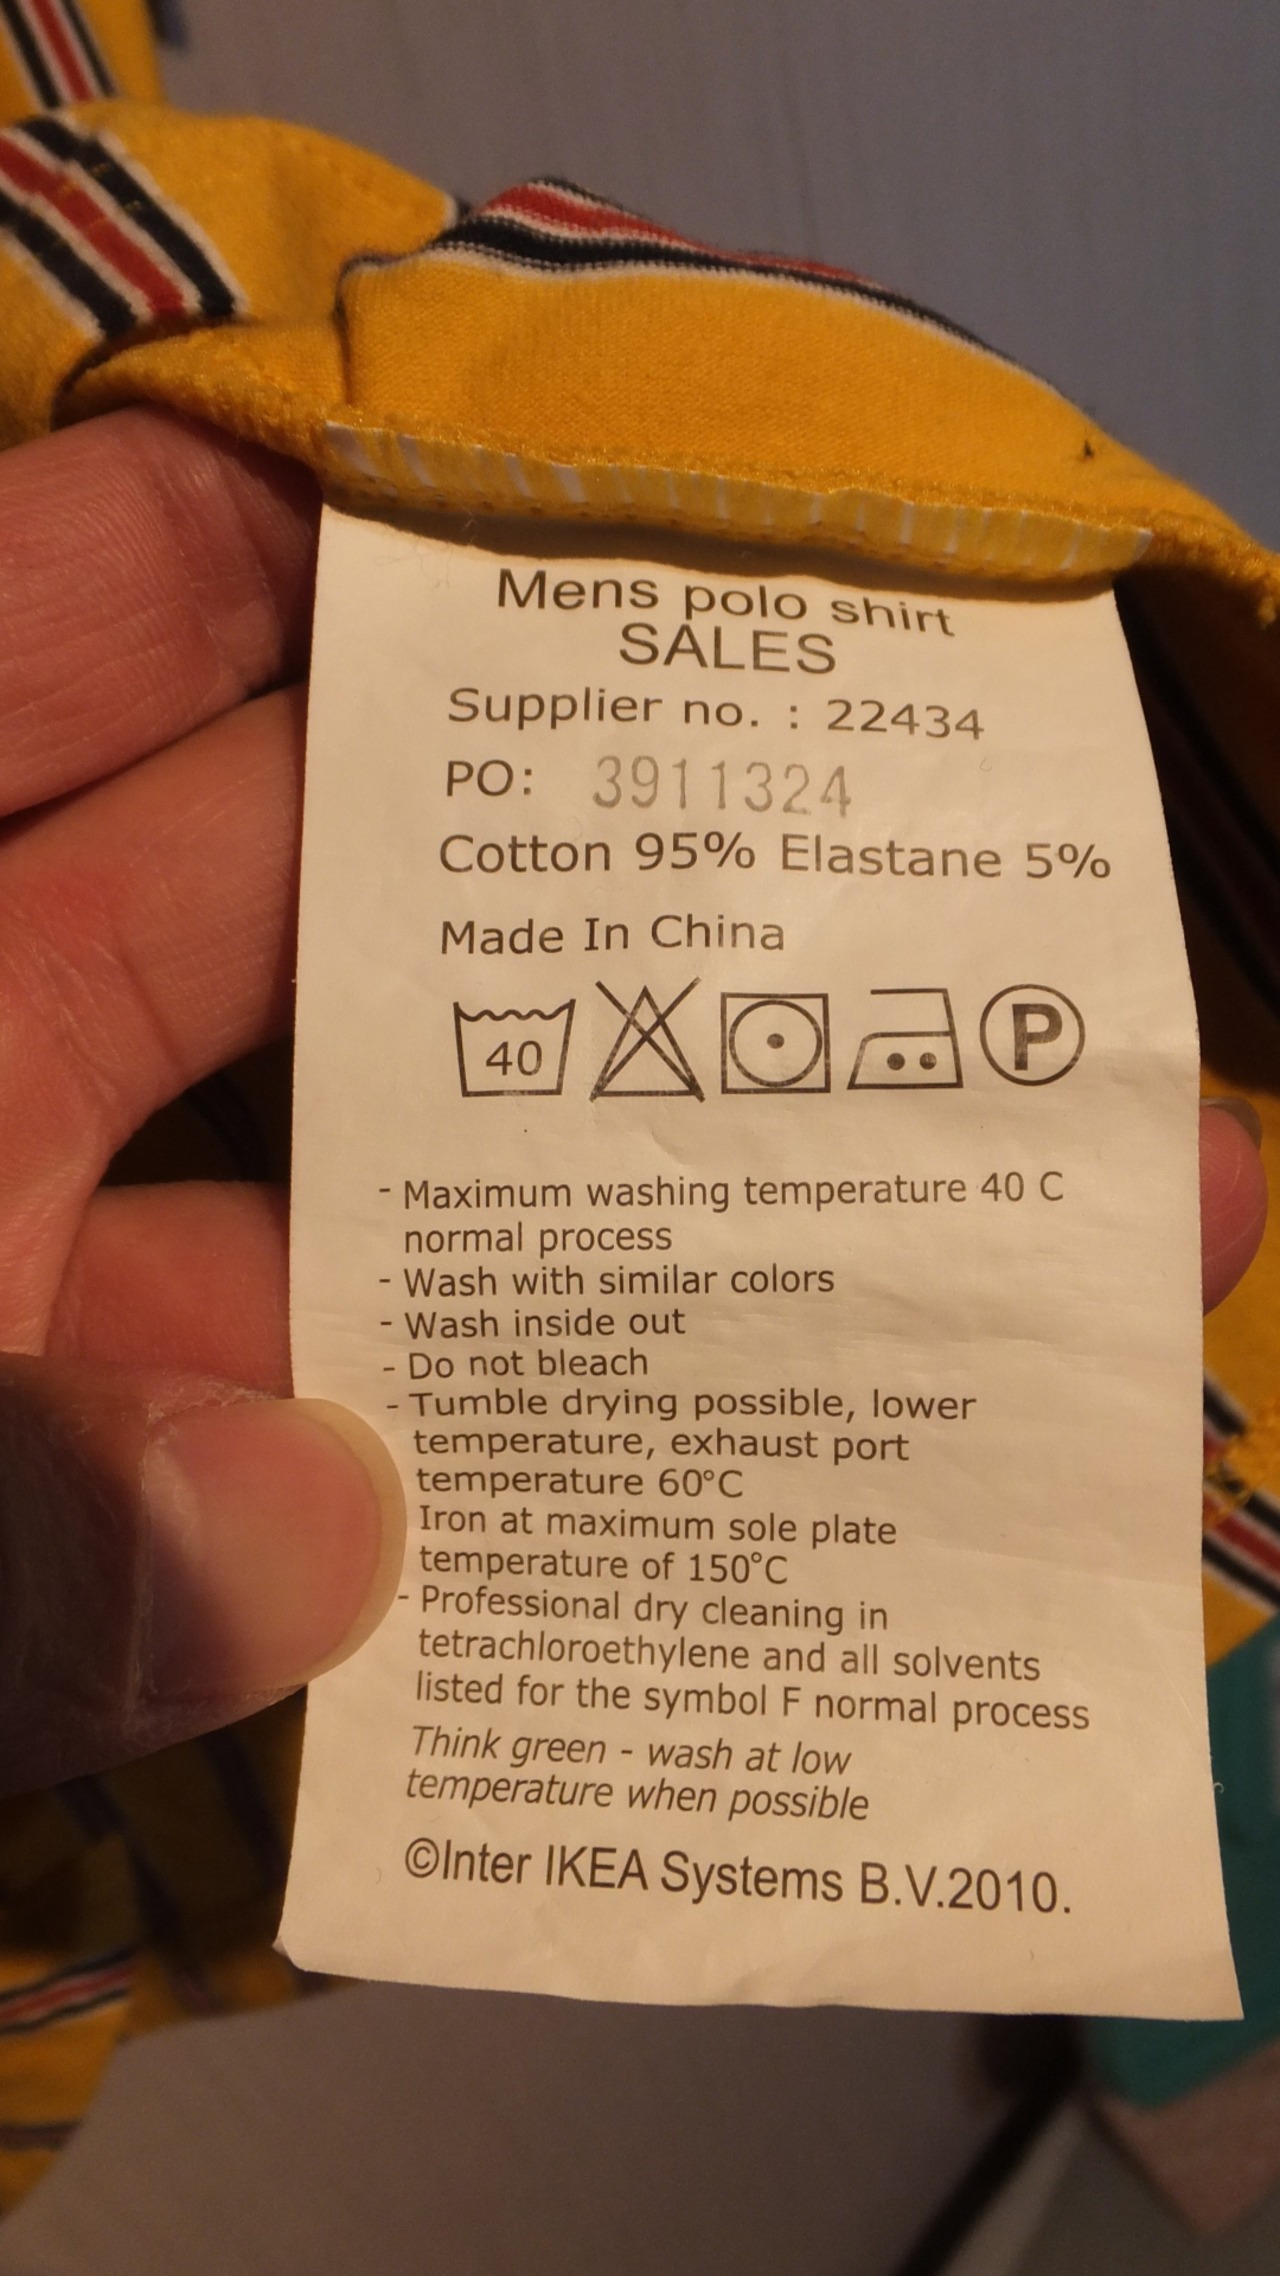 Mens polo shirt
SALES
Supplier no. : 22434
PO: 3911324
Cotton 95% Elastane 5%
Made In China
40 P
- Maximum washing temperature 40 C
normal process
- Wash with similar colors
- Wash inside out
- Do not bleach
- Tumble drying possible, lower
temperature, exhaust port
temperature 60°C
Iron at maximum sole plate
temperature of 150°C
- Professional dry cleaning in
tetrachloroethylene and all solvents
listed for the symbol F normal process
Think green - wash at low
temperature when possible
©Inter IKEA Systems B.V.2010.